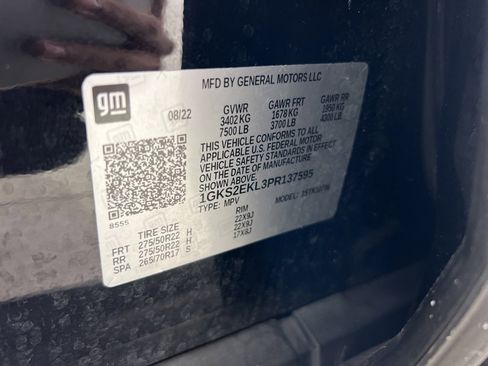 MFD BY GENERAL MOTORS LLC
gm
08/22 GVWR GAWR FRT GAWR RR
3402 KG 1678 KG 1950 KG
7500 LB 3700 LB 4300 LB
THIS VEHICLE CONFORMS TO ALL
APPLICABLE U.S. FEDERAL MOTOR
VEHICLE SAFETY STANDARDS IN EFFECT
ON THE DATE OF MANUFACTURE
1GKS2EKL3PR137595
TYPE: MPV MODEL:
8555
TIRE SIZE RIM
FRT 275/50R22 H 22X9J
RR 275/50R22 H 22X9J
SPA 265/70R17 S 17X8J